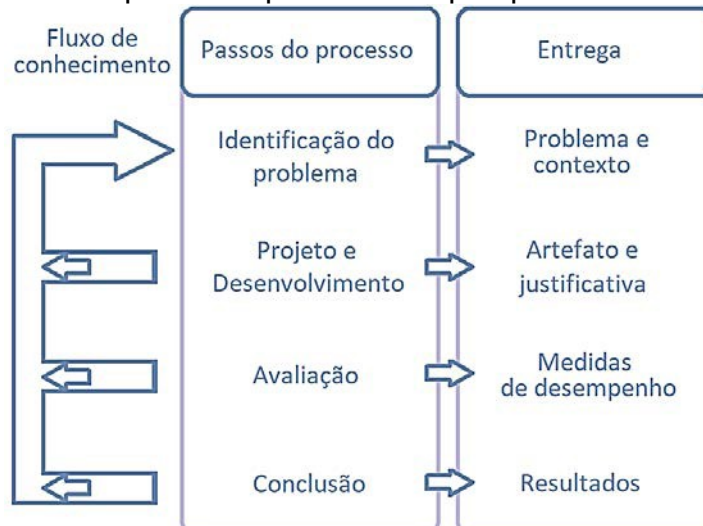 Fluxo de
conhecimento
Passos do processo
Entrega
Identificação do
problema
Problema e
contexto
Projeto e
Desenvolvimento
Artefato e
justificativa
Avaliação
Medidas
de desempenho
Conclusão
Resultados